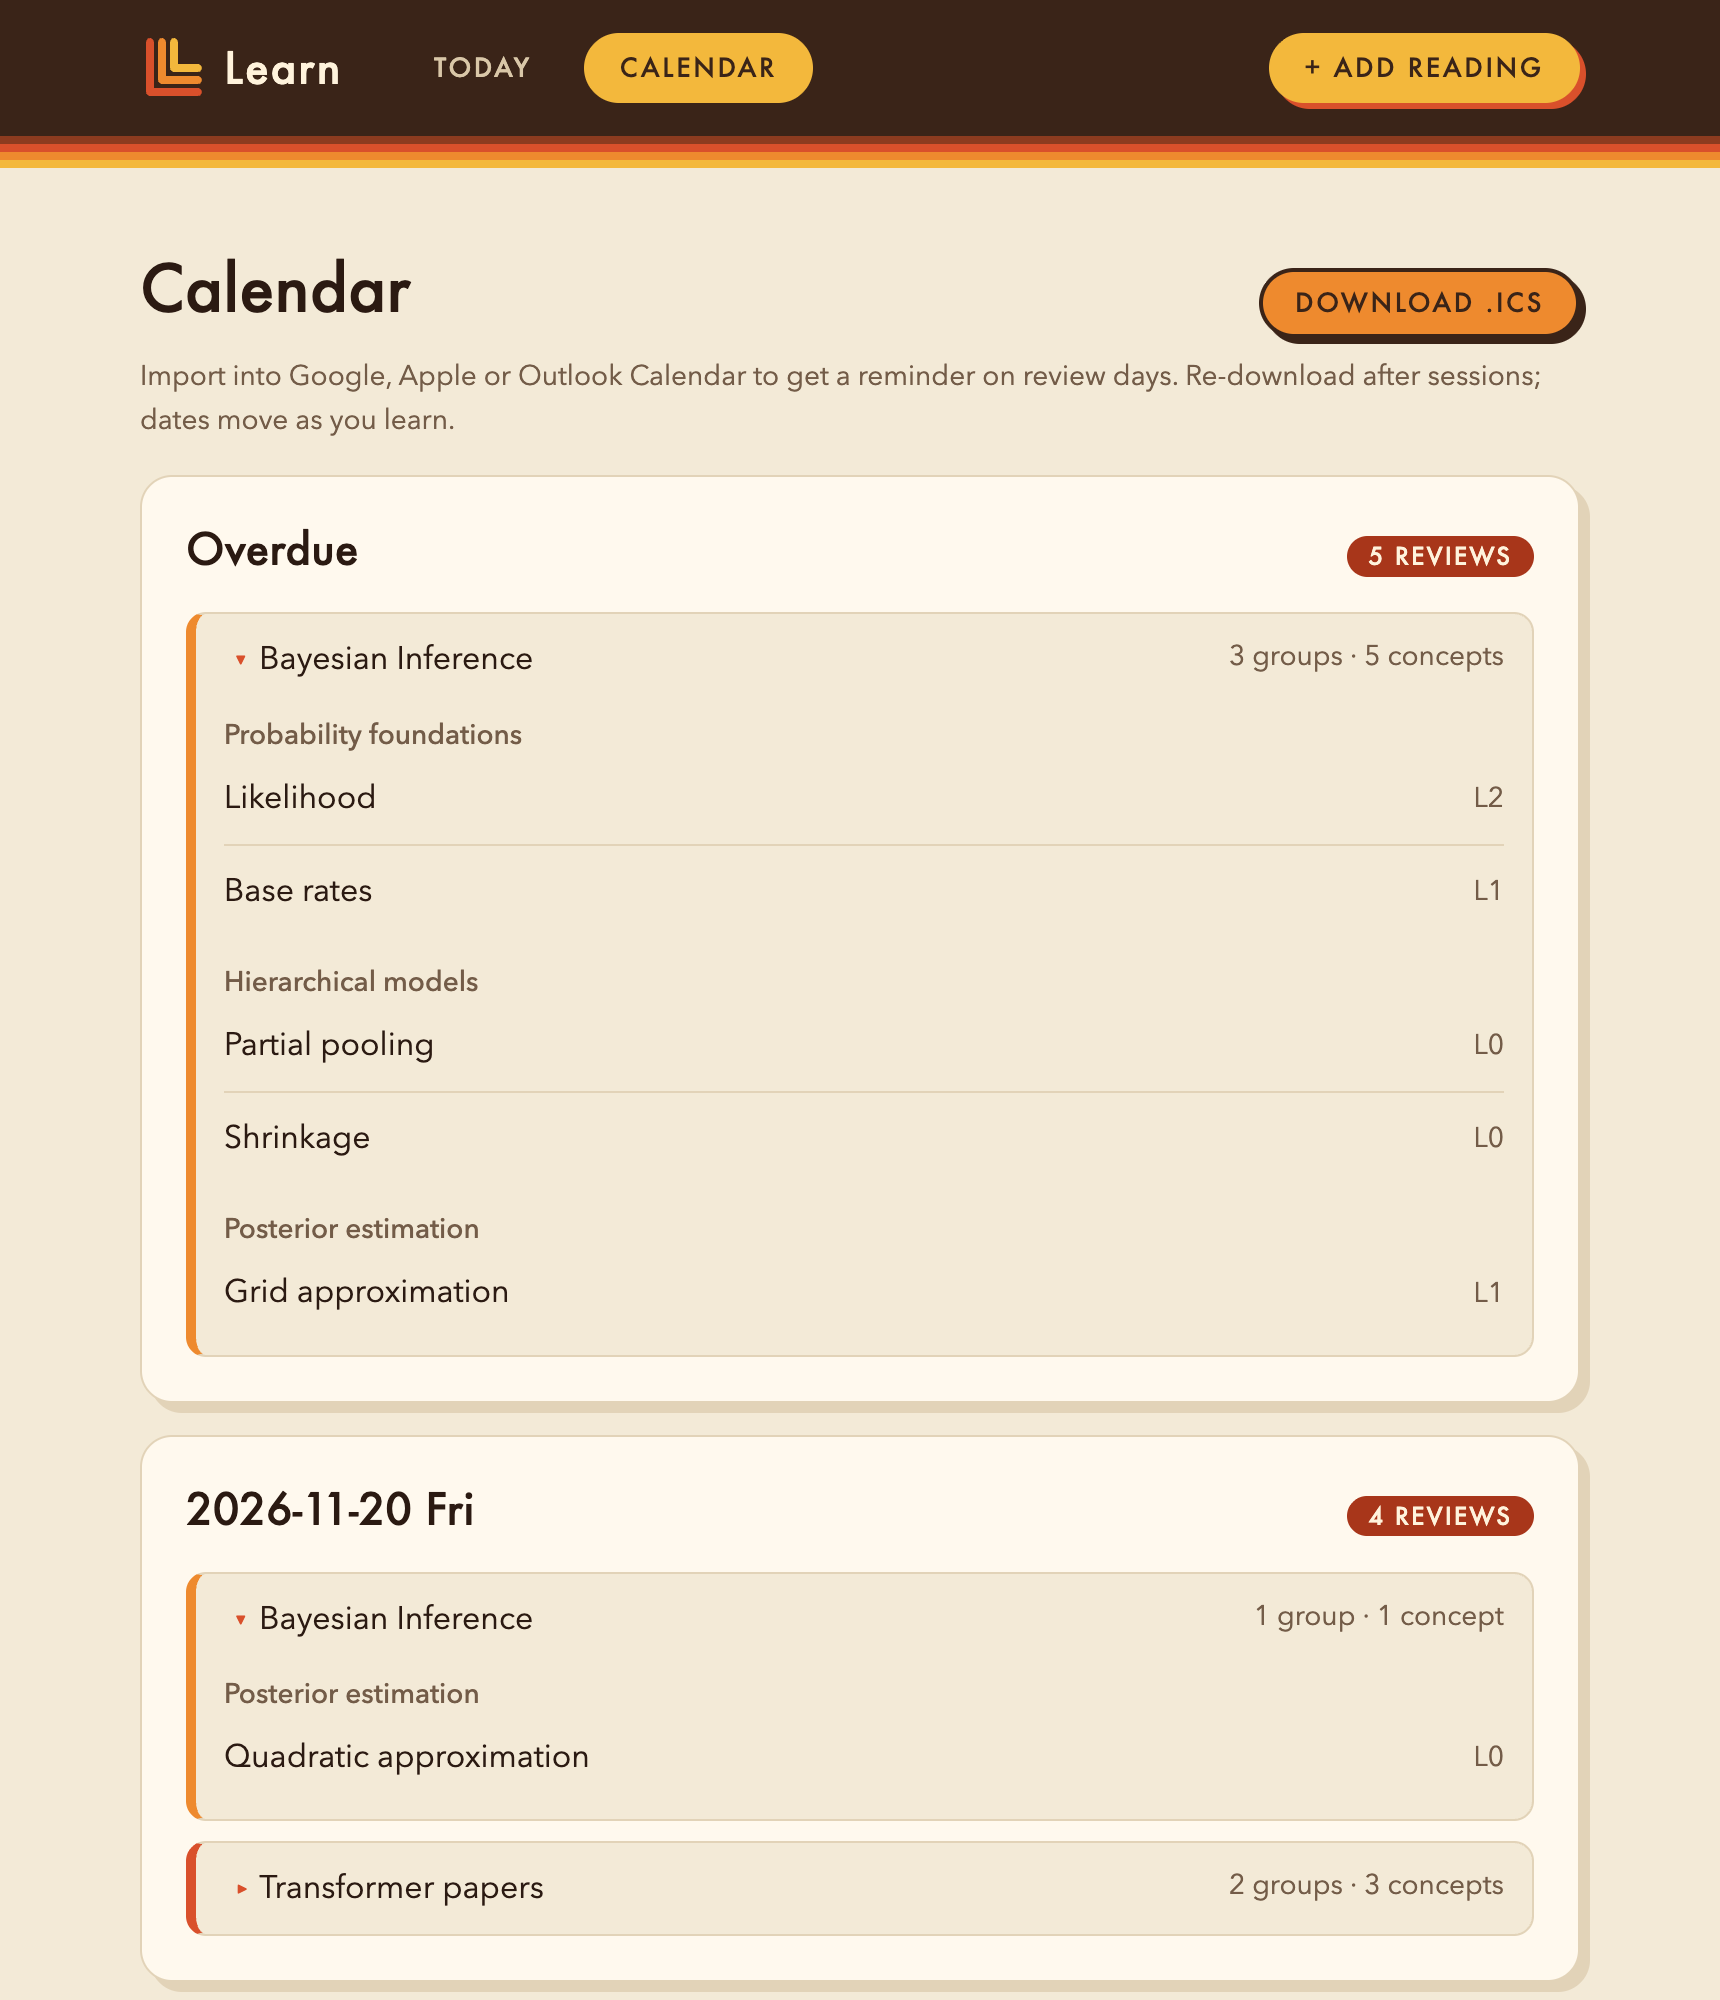 Learn
TODAY
CALENDAR
+ ADD READING
Calendar
DOWNLOAD .ICS
Import into Google, Apple or Outlook Calendar to get a reminder on review days. Re-download after sessions;
dates move as you learn.
Overdue
5 REVIEWS
Bayesian Inference
3 groups · 5 concepts
Probability foundations
Likelihood
L2
Base rates
L1
Hierarchical models
Partial pooling
L0
Shrinkage
L0
Posterior estimation
Grid approximation
L1
2026-11-20 Fri
4 REVIEWS
Bayesian Inference
1 group · 1 concept
Posterior estimation
Quadratic approximation
L0
Transformer papers
2 groups · 3 concepts